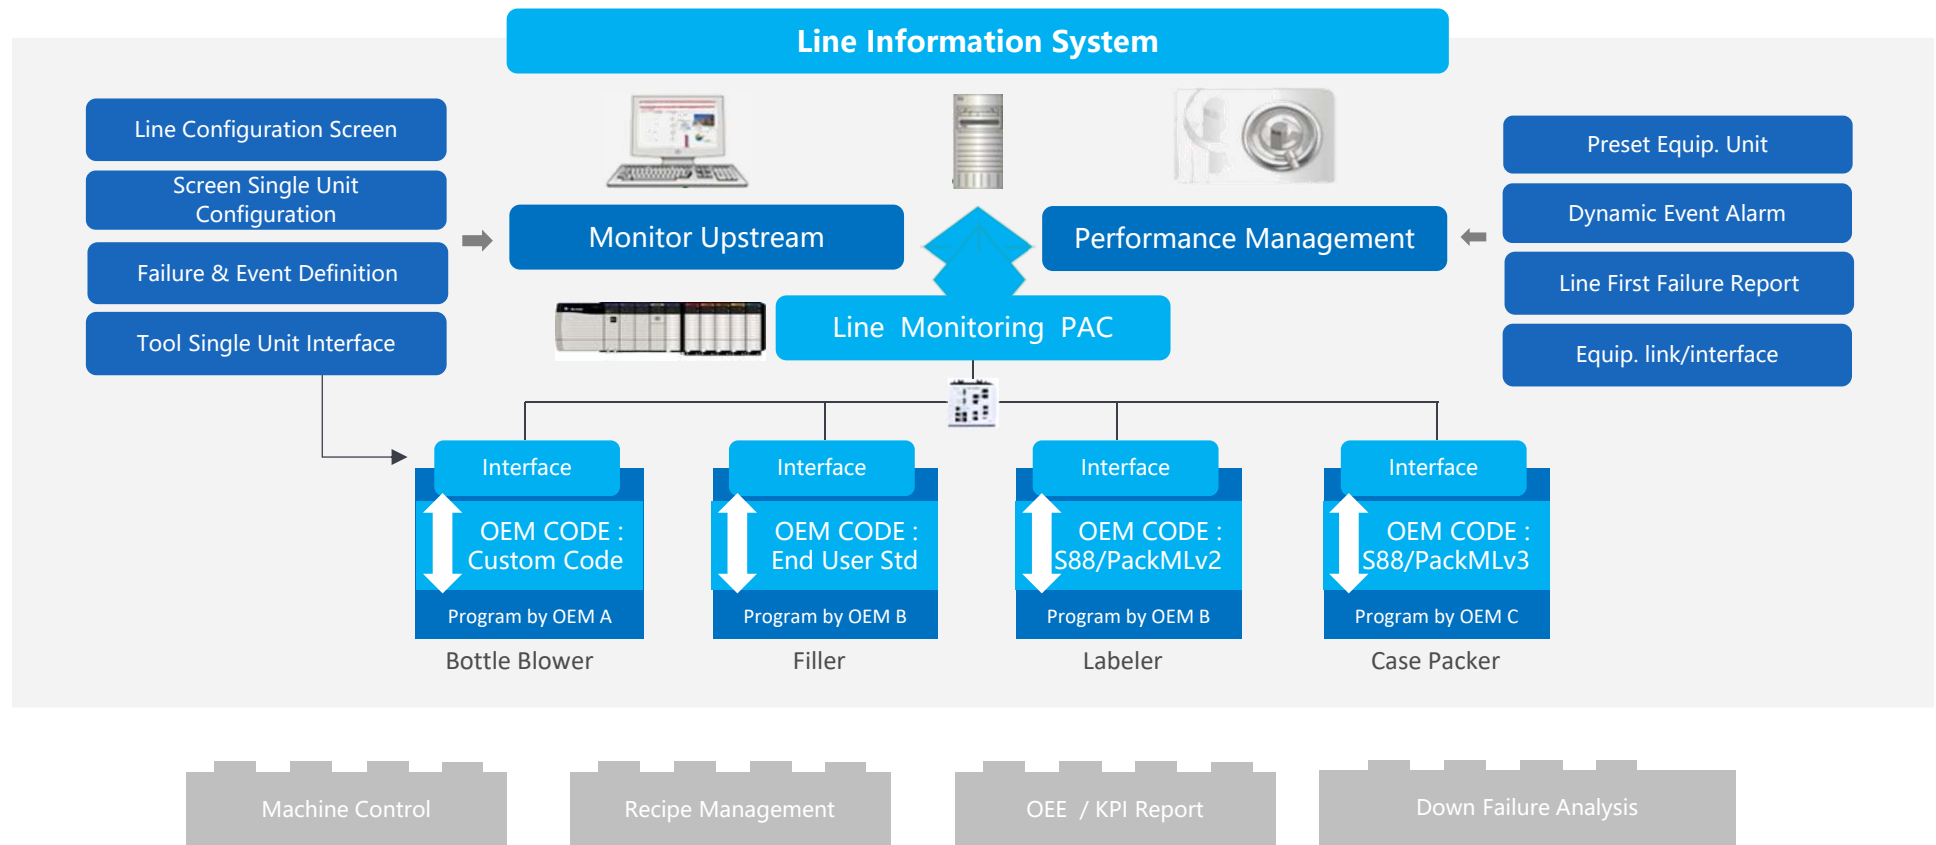 Line Information System
Line Configuration Screen
Screen Single Unit
Configuration
Failure & Event Definition
Tool Single Unit Interface
Monitor Upstream
Performance Management
Preset Equip. Unit
Dynamic Event Alarm
Line First Failure Report
Equip. link/interface
Line Monitoring PAC
Interface
OEM CODE :
Custom Code
Program by OEM A
Bottle Blower
Interface
OEM CODE :
End User Std
Program by OEM B
Filler
Interface
OEM CODE :
S88/PackMLv2
Program by OEM B
Labeler
Interface
OEM CODE :
S88/PackMLv3
Program by OEM C
Case Packer
Machine Control
Recipe Management
OEE / KPI Report
Down Failure Analysis